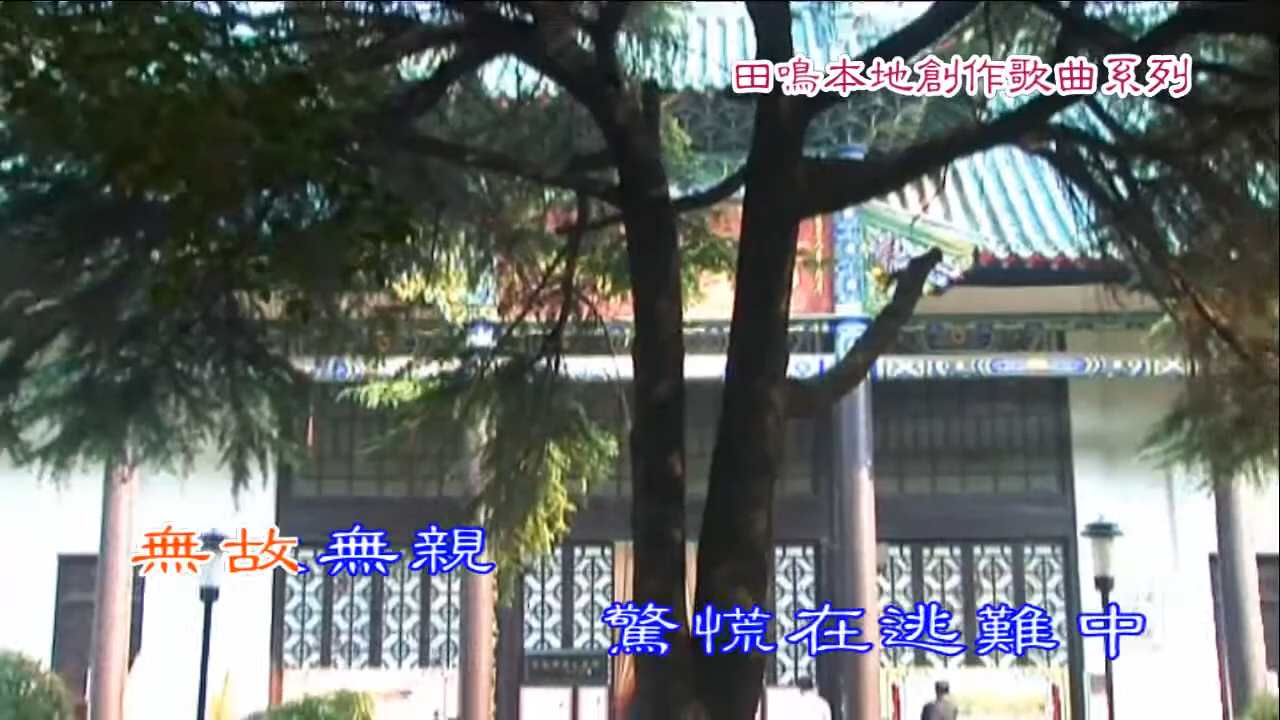 田鳴本地創作歌曲系列
無故無親
驚慌在逃難中